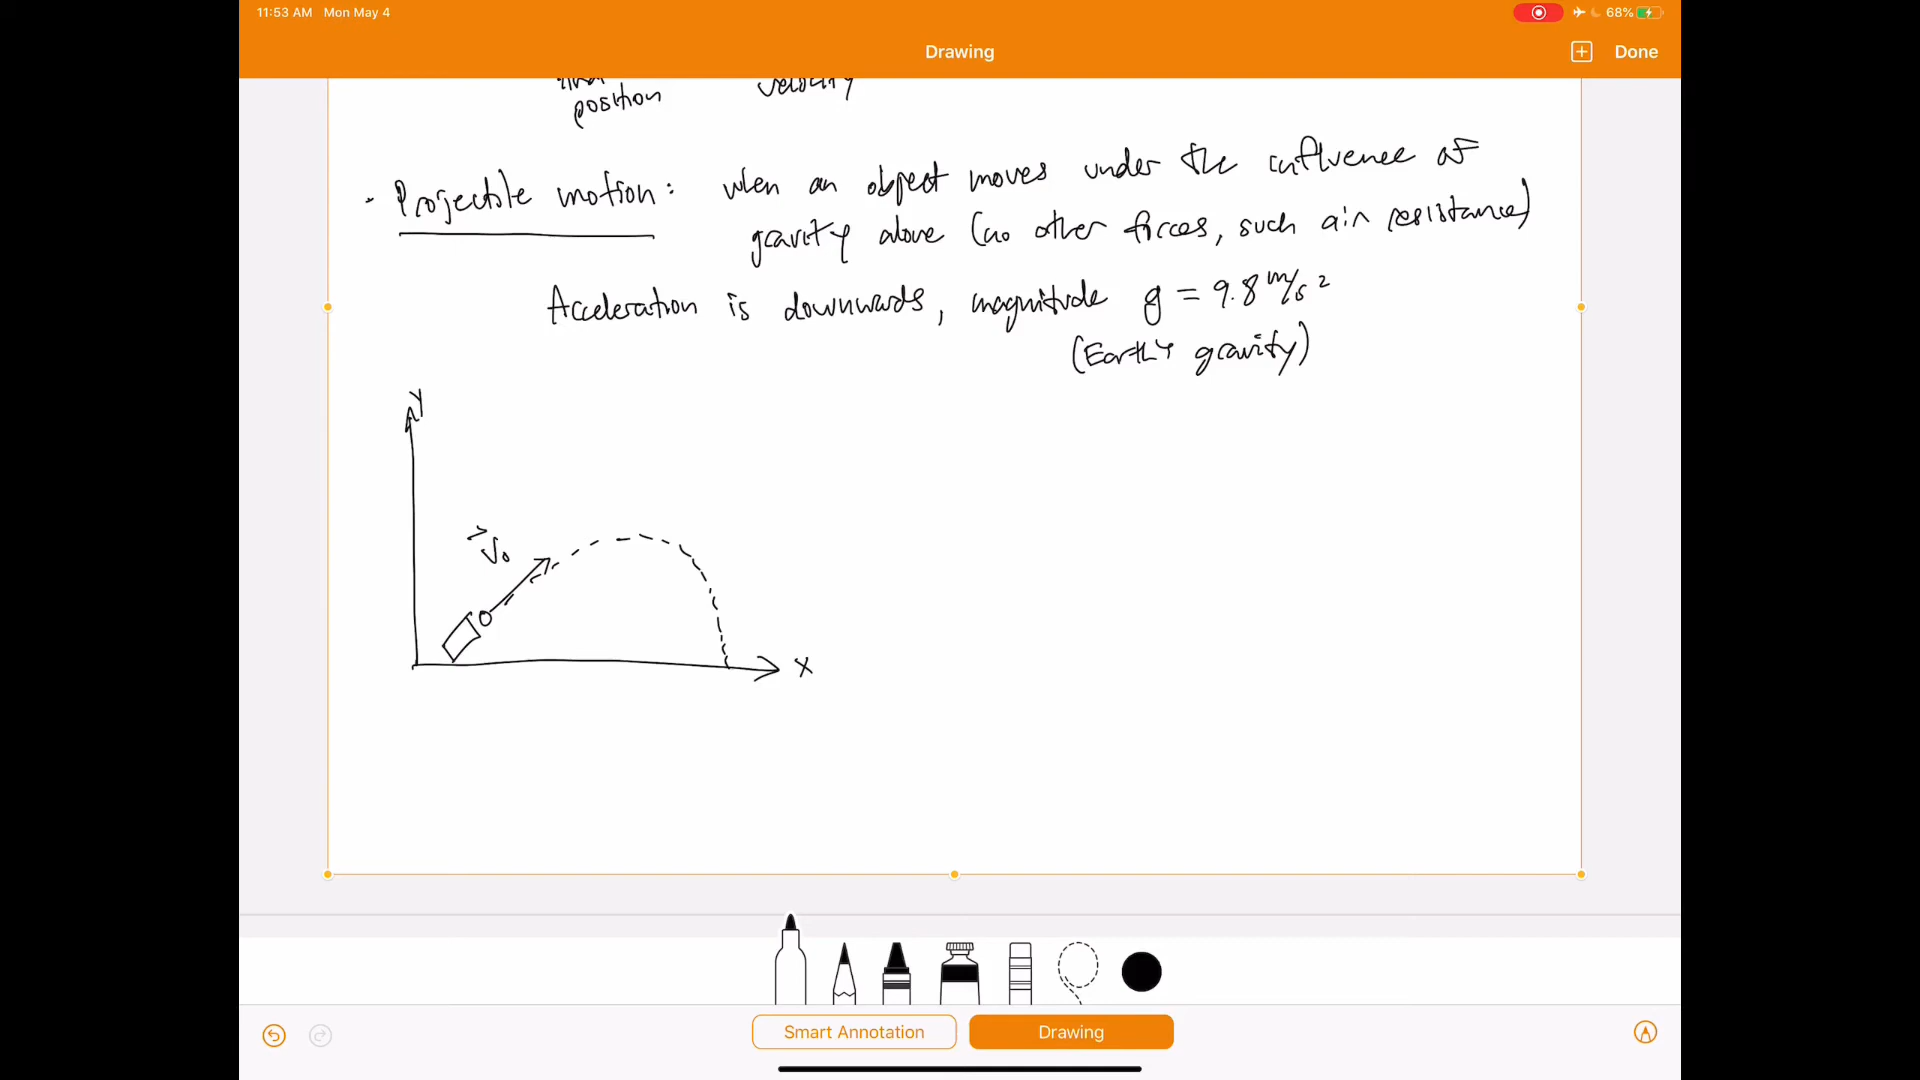 11:53 AM Mon May 4
68%
Drawing
Done
position
velocity
· Projectile motion: when an object moves under the influence of
gravity alone (no other forces, such air resistance)
Acceleration is downwards, magnitude g = 9.8 m/s²
(Earth's gravity)
y
v₀
x
Smart Annotation
Drawing